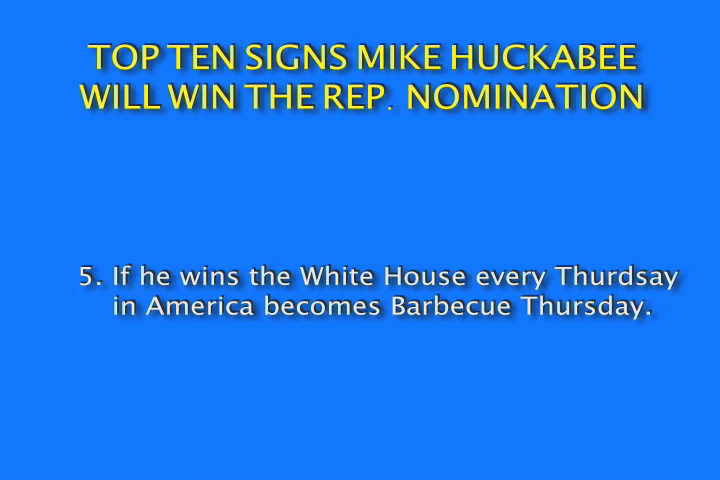 TOP TEN SIGNS MIKE HUCKABEE
WILL WIN THE REP. NOMINATION
5. If he wins the White House every Thurdsay
in America becomes Barbecue Thursday.